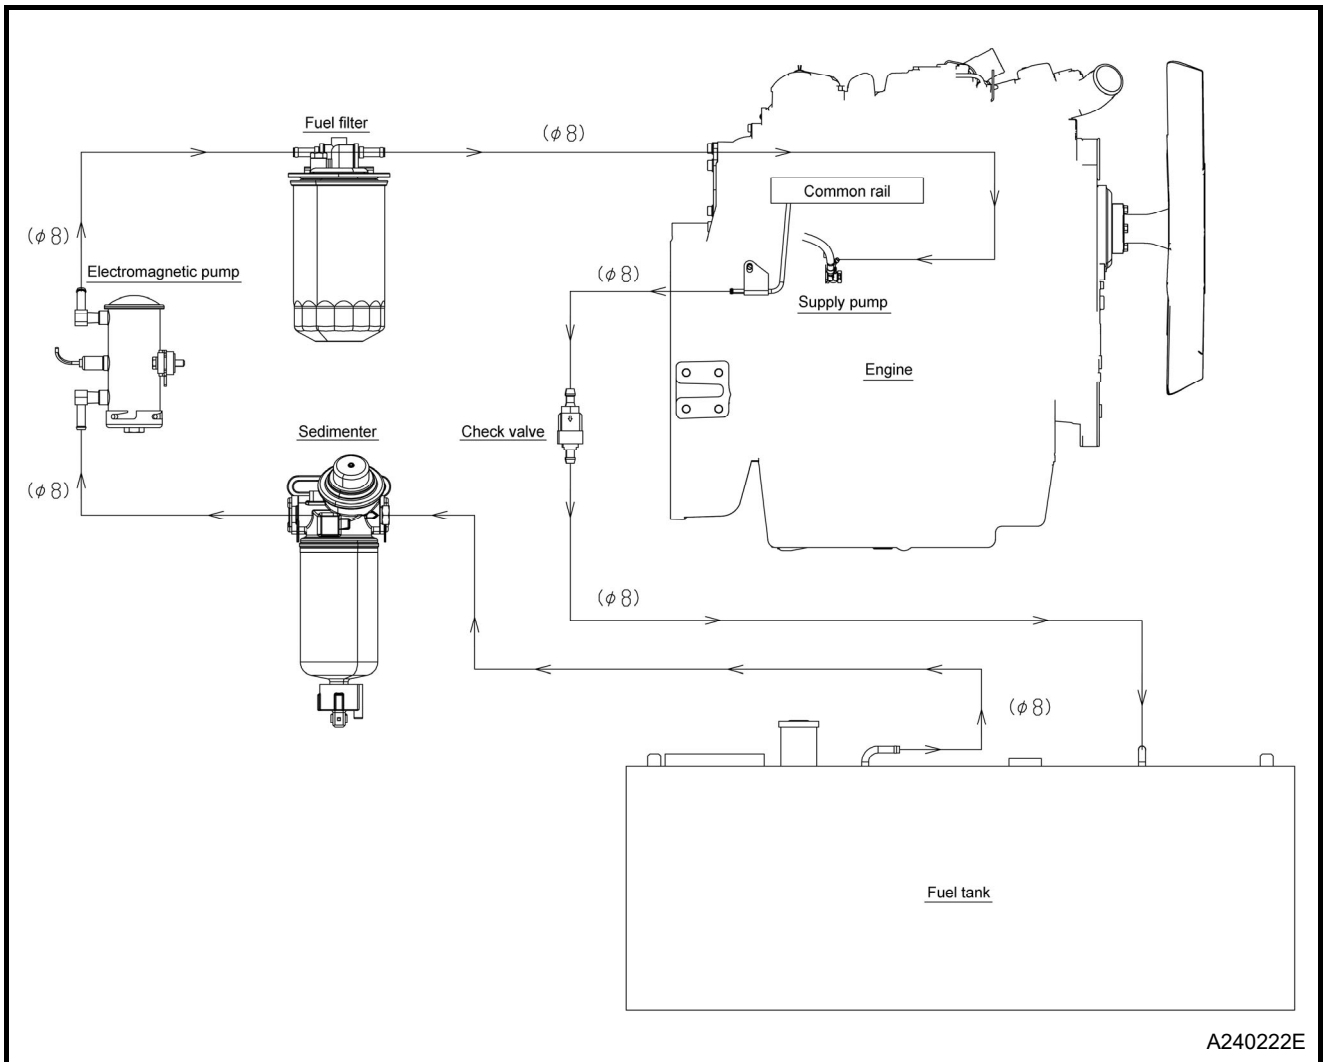 Fuel filter
(φ8)
Common rail
(φ8)
Electromagnetic pump
(φ8)
Supply pump
Engine
Sedimenter
Check valve
(φ8)
(φ8)
(φ8)
Fuel tank
A240222E